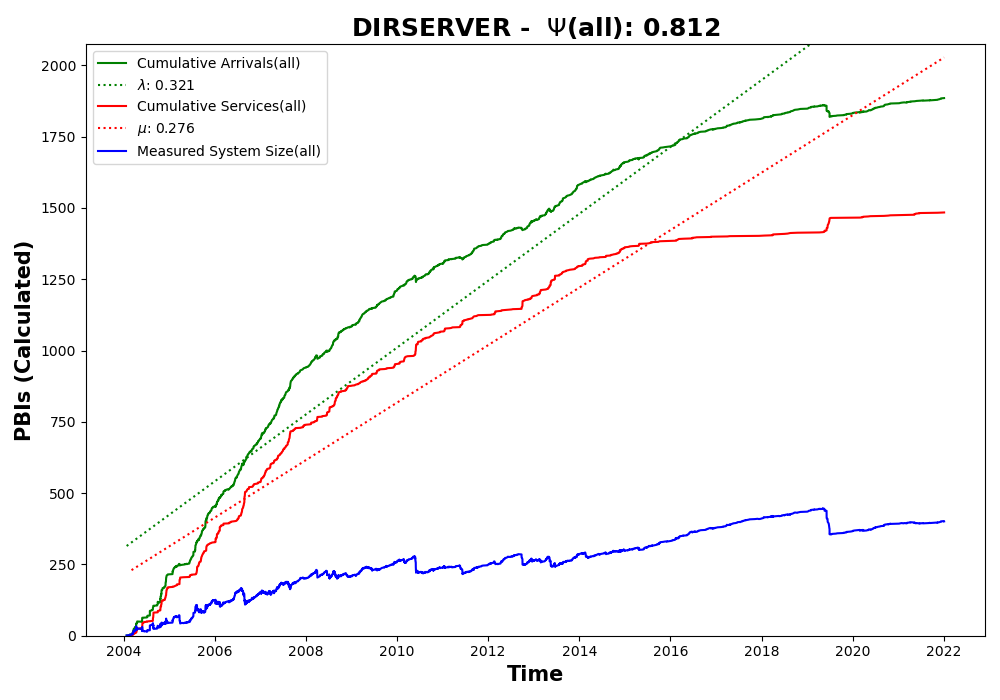 DIRSERVER - Ψ(all): 0.812
Cumulative Arrivals(all)
λ: 0.321
Cumulative Services(all)
μ: 0.276
Measured System Size(all)
PBIs (Calculated)
2000
1750
1500
1250
1000
750
500
250
0
2004 2006 2008 2010 2012 2014 2016 2018 2020 2022
Time